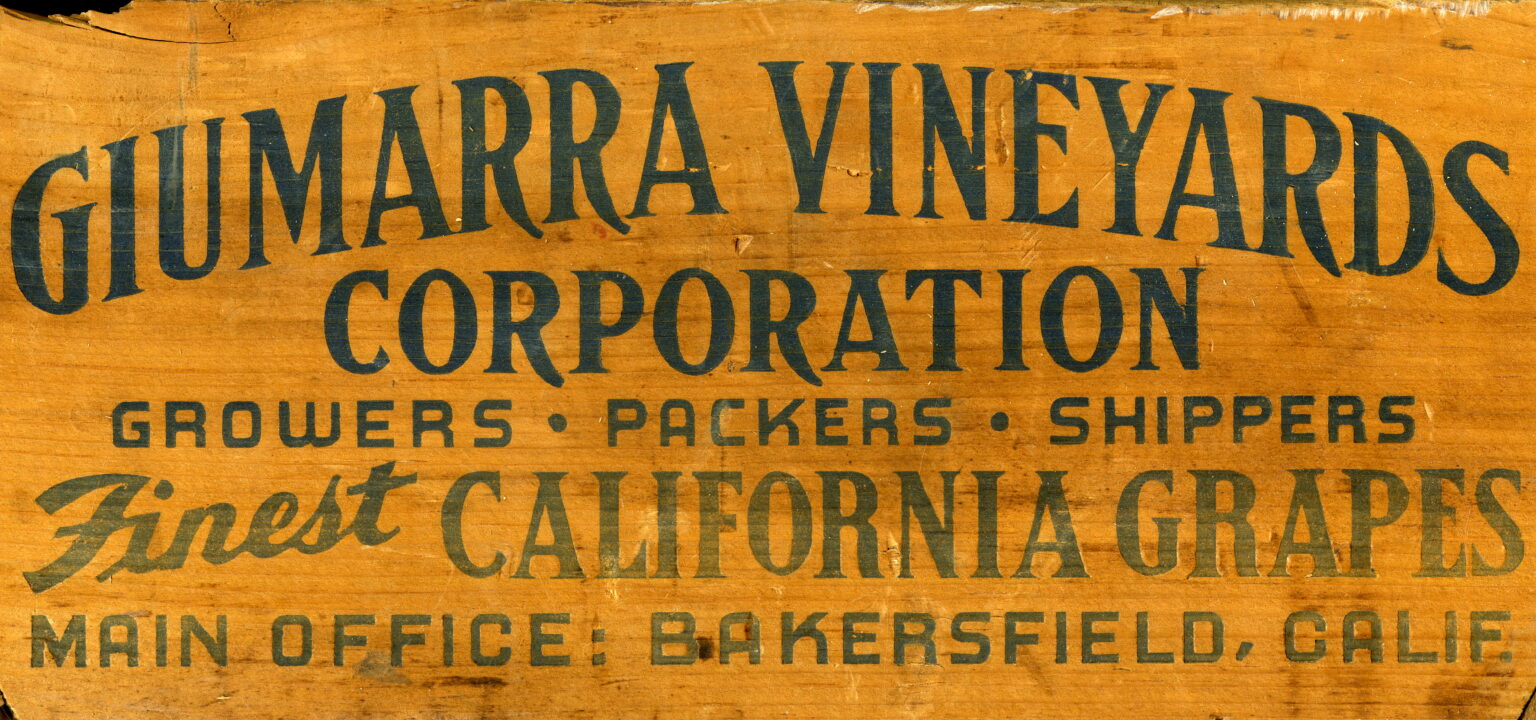 GIUMARRA VINEYARDS
CORPORATION
GROWERS • PACKERS • SHIPPERS
Finest CALIFORNIA GRAPES
MAIN OFFICE: BAKERSFIELD, CALIF.